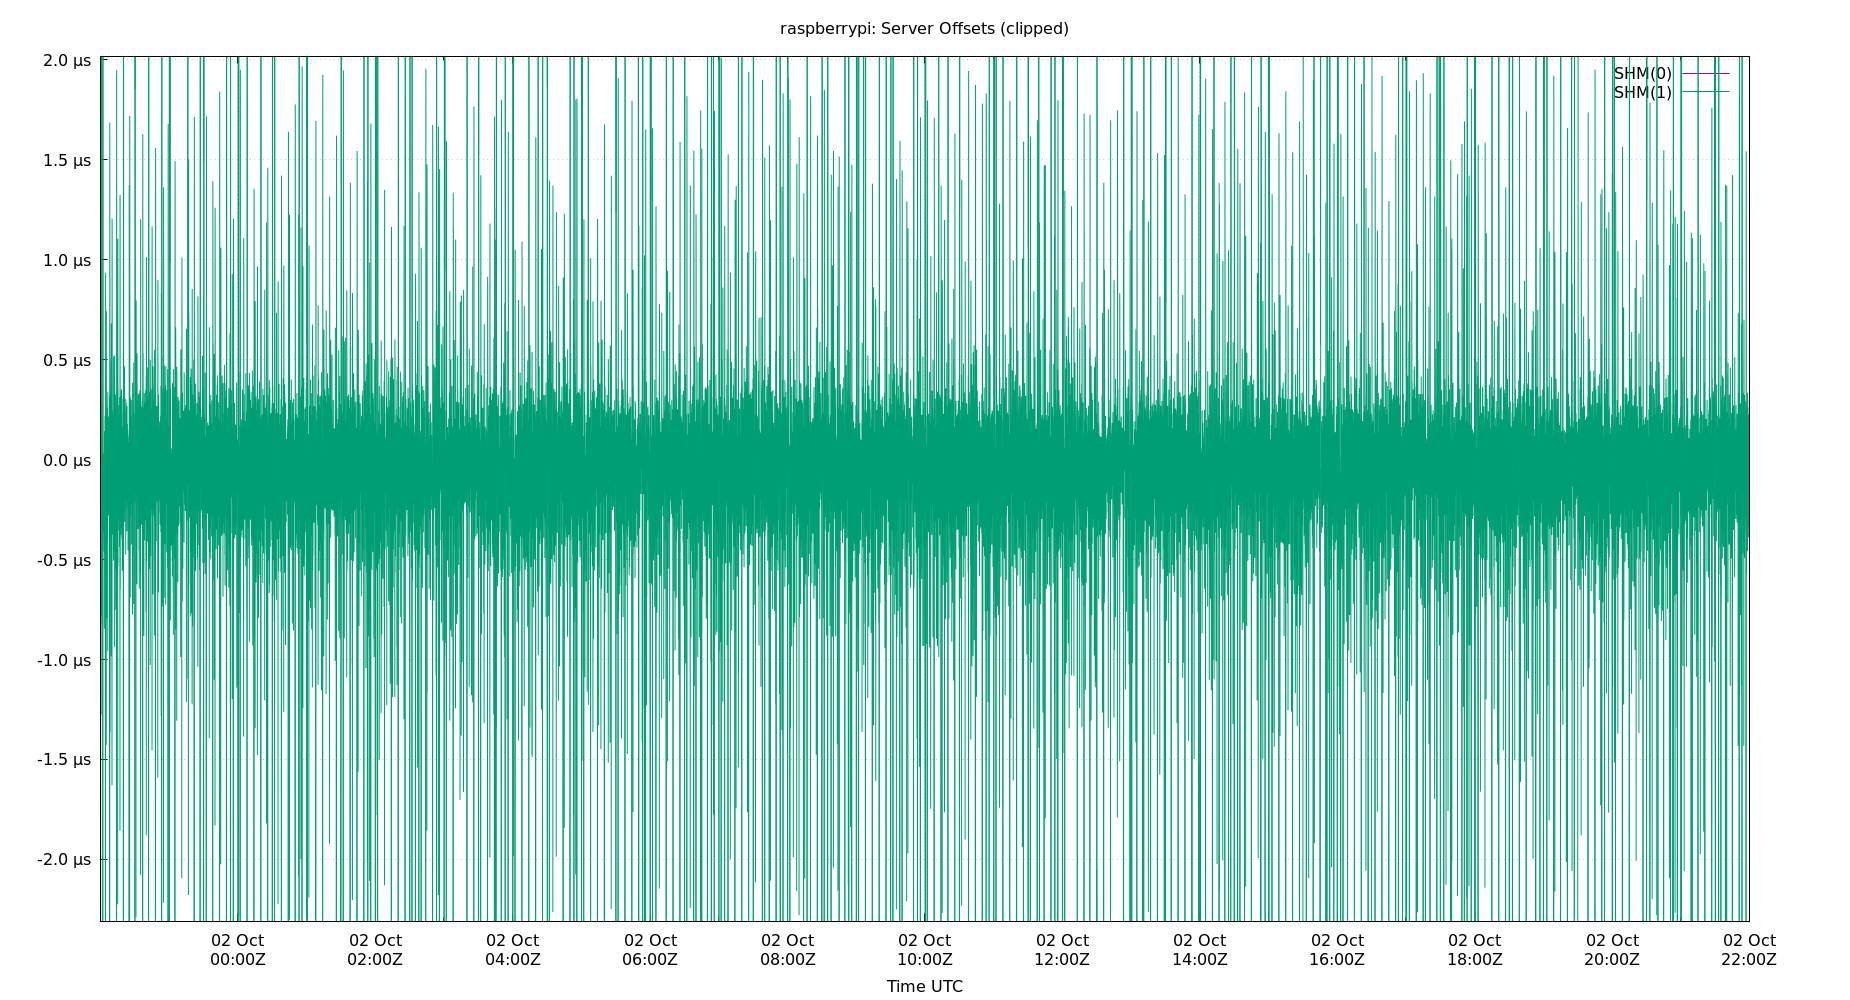 raspberrypi: Server Offsets (clipped)
2.0 µs
1.5 µs
1.0 µs
0.5 µs
0.0 µs
-0.5 µs
-1.0 µs
-1.5 µs
-2.0 µs
SHM(0)
SHM(1)
02 Oct 02 Oct 02 Oct 02 Oct 02 Oct 02 Oct 02 Oct 02 Oct 02 Oct 02 Oct 02 Oct 02 Oct
00:00Z 02:00Z 04:00Z 06:00Z 08:00Z 10:00Z 12:00Z 14:00Z 16:00Z 18:00Z 20:00Z 22:00Z
Time UTC